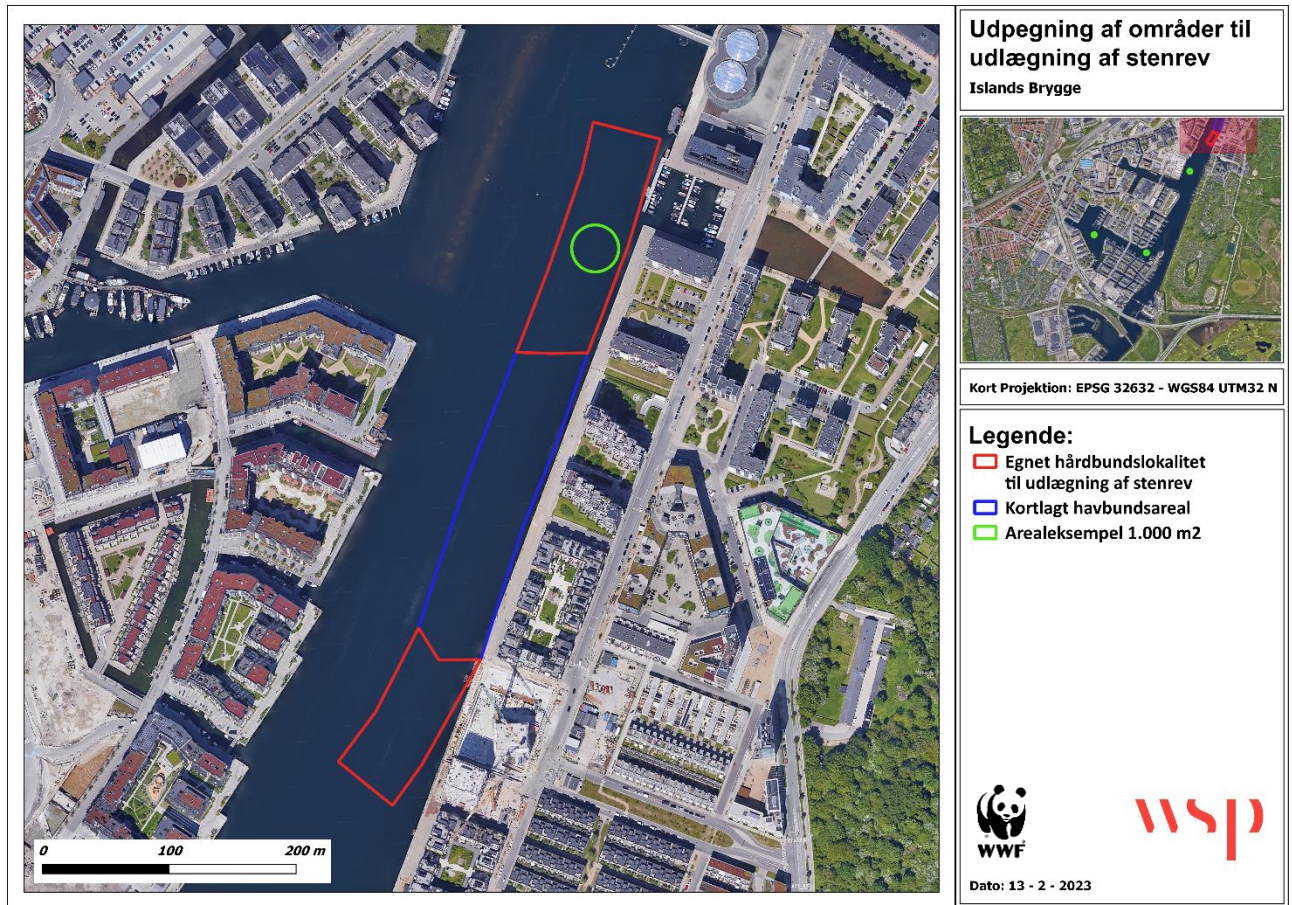 Udpegning af områder til
udlægning af stenrev
Islands Brygge
Kort Projektion: EPSG 32632 - WGS84 UTM32 N
Legende:
Egnet hårdbundslokalitet
til udlægning af stenrev
Kortlagt havbundsareal
Arealeksempel 1.000 m2
0 100 200 m
WWF
wsp
Dato: 13 - 2 - 2023